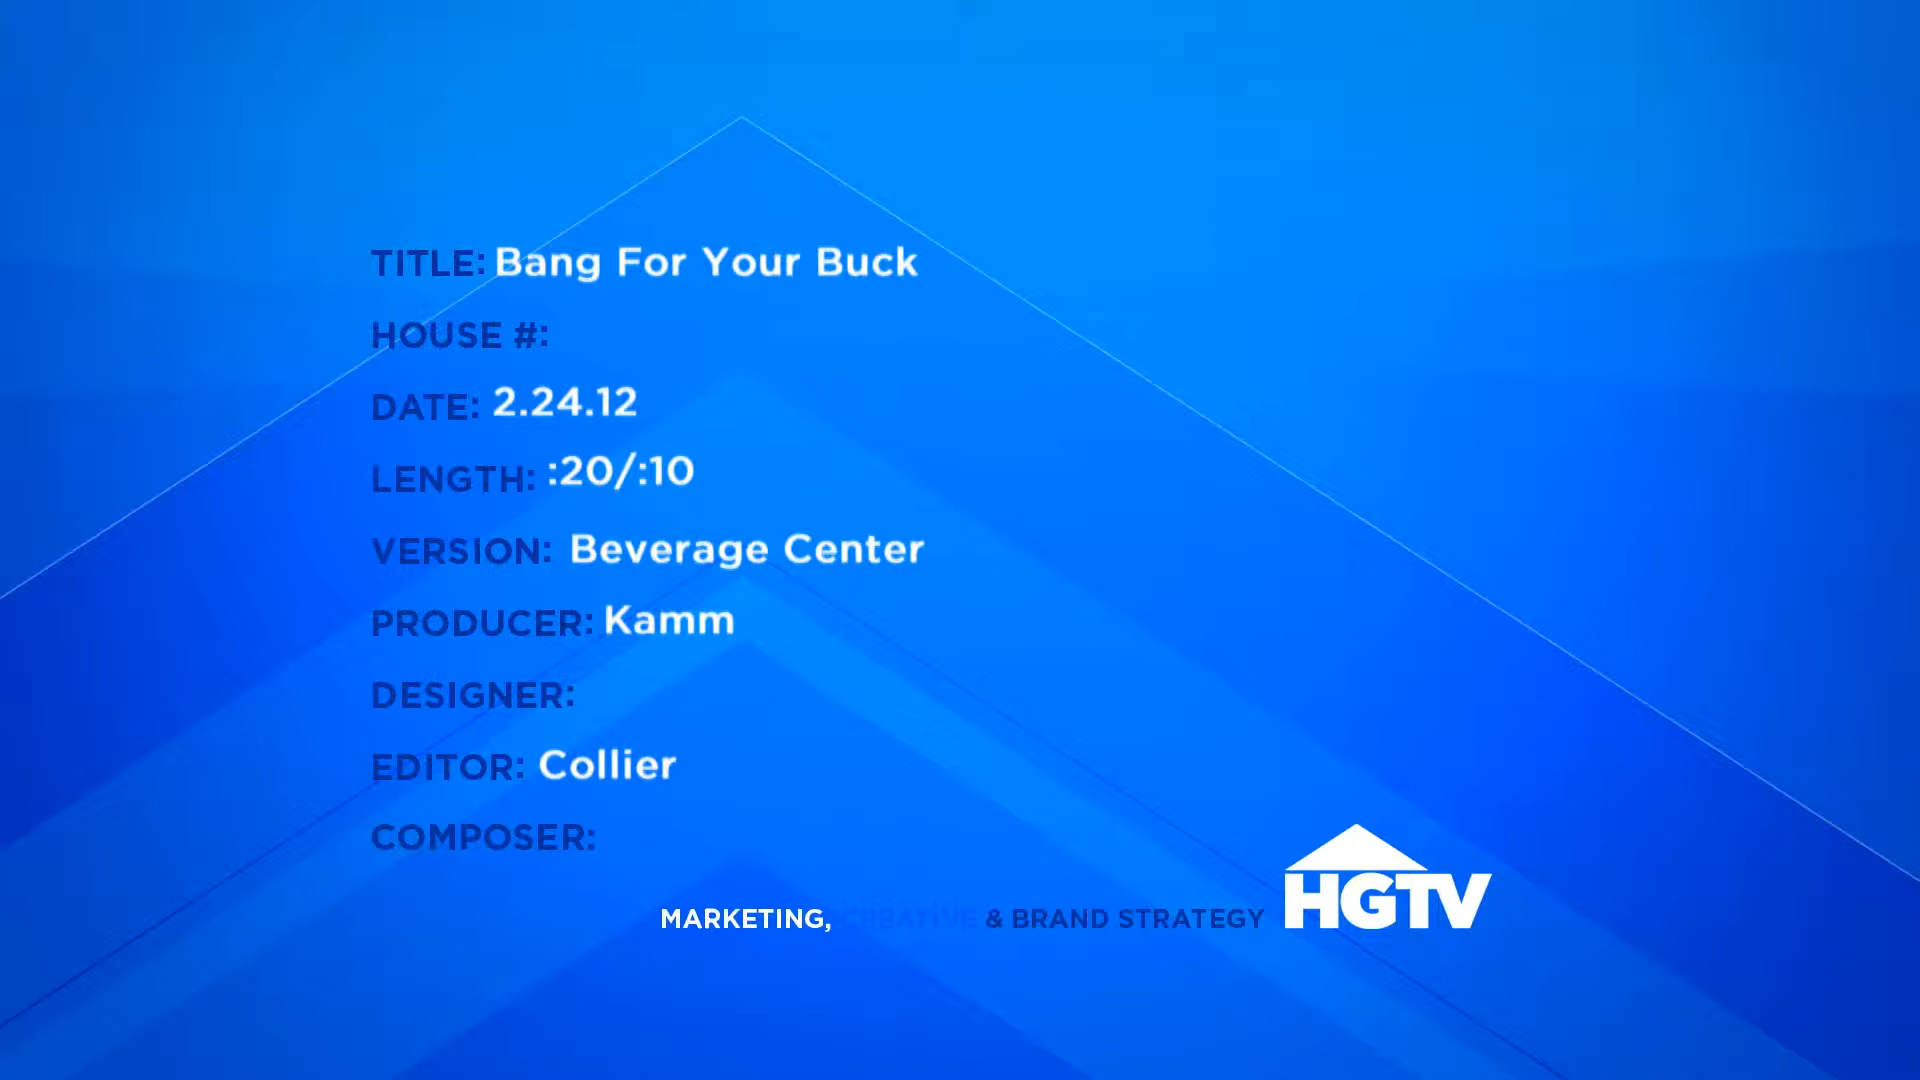 TITLE: Bang For Your Buck
HOUSE #:
DATE: 2.24.12
LENGTH: :20/:10
VERSION: Beverage Center
PRODUCER: Kamm
DESIGNER:
EDITOR: Collier
COMPOSER:
MARKETING, CREATIVE & BRAND STRATEGY HGTV